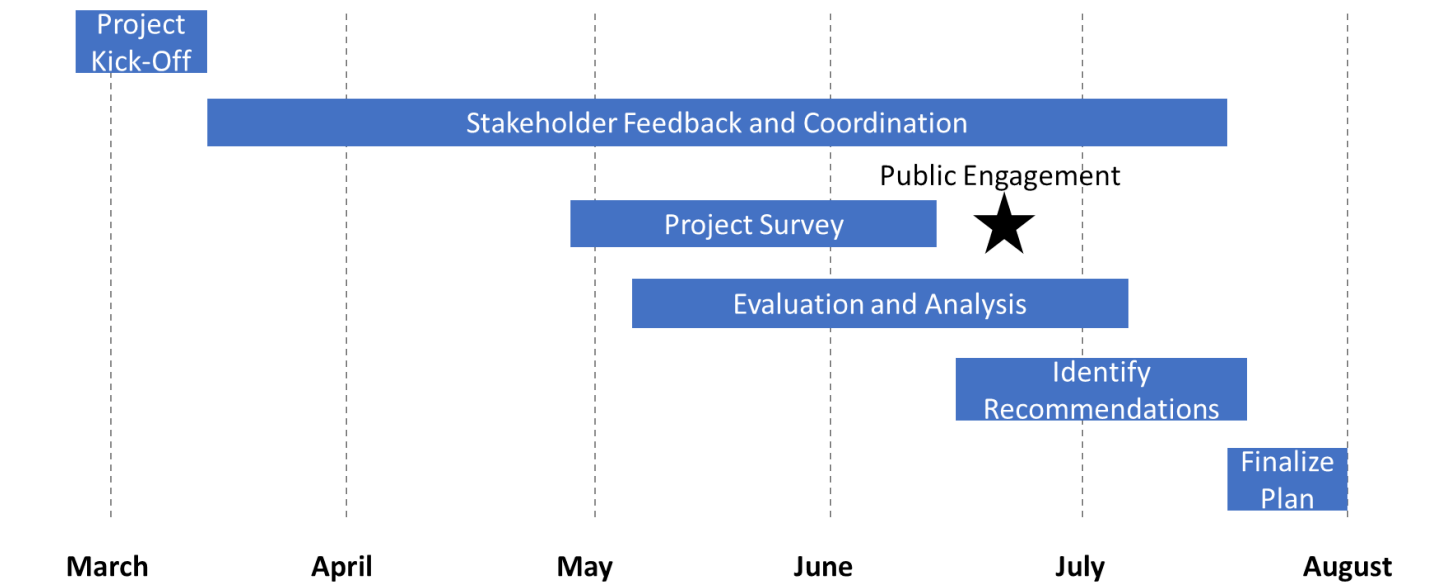 Project
Kick-Off
Stakeholder Feedback and Coordination
Public Engagement
Project Survey
Evaluation and Analysis
Identify
Recommendations
Finalize
Plan
March April May June July August